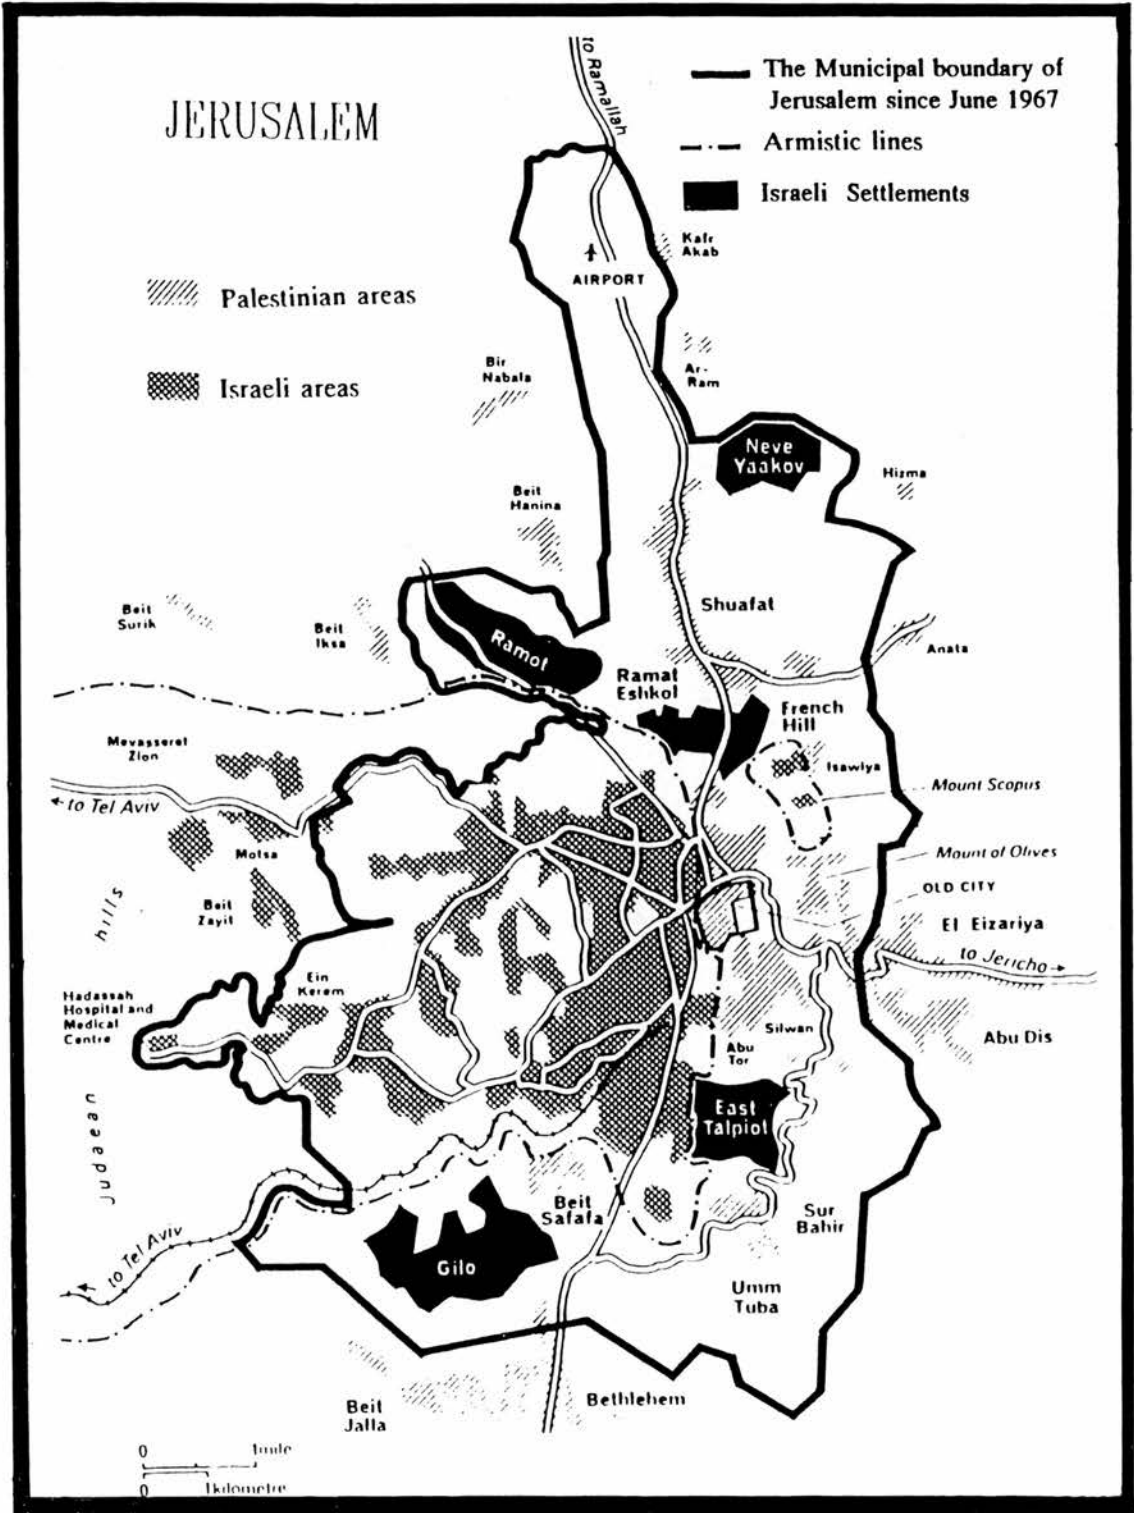 to Ramallah
The Municipal boundary of
Jerusalem since June 1967
JERUSALEM
Armistic lines
Israeli Settlements
Kafr
Akab
AIRPORT
Palestinian areas
Bir
Nabala
Ar-
Ram
Israeli areas
Neve
Yaakov
Hizma
Beit
Hanina
Beit
Surik
Beit
Iksa
Shuafat
Ramot
Anata
Ramat
Eshkol
French
Hill
Mevasseret
Zion
Isawiya
Mount Scopus
to Tel Aviv
Motsa
Mount of Olives
OLD CITY
Beit
Zayit
El Eizariya
to Jericho
hills
Ein
Kerem
Hadassah
Hospital and
Medical
Centre
Silwan
Abu Dis
Abu
Tor
East
Talpiot
Judaean
Beit
Safafa
Sur
Bahir
to Tel Aviv
Gilo
Umm
Tuba
Bethlehem
Beit
Jalla
0 1mile
0 1kilometre